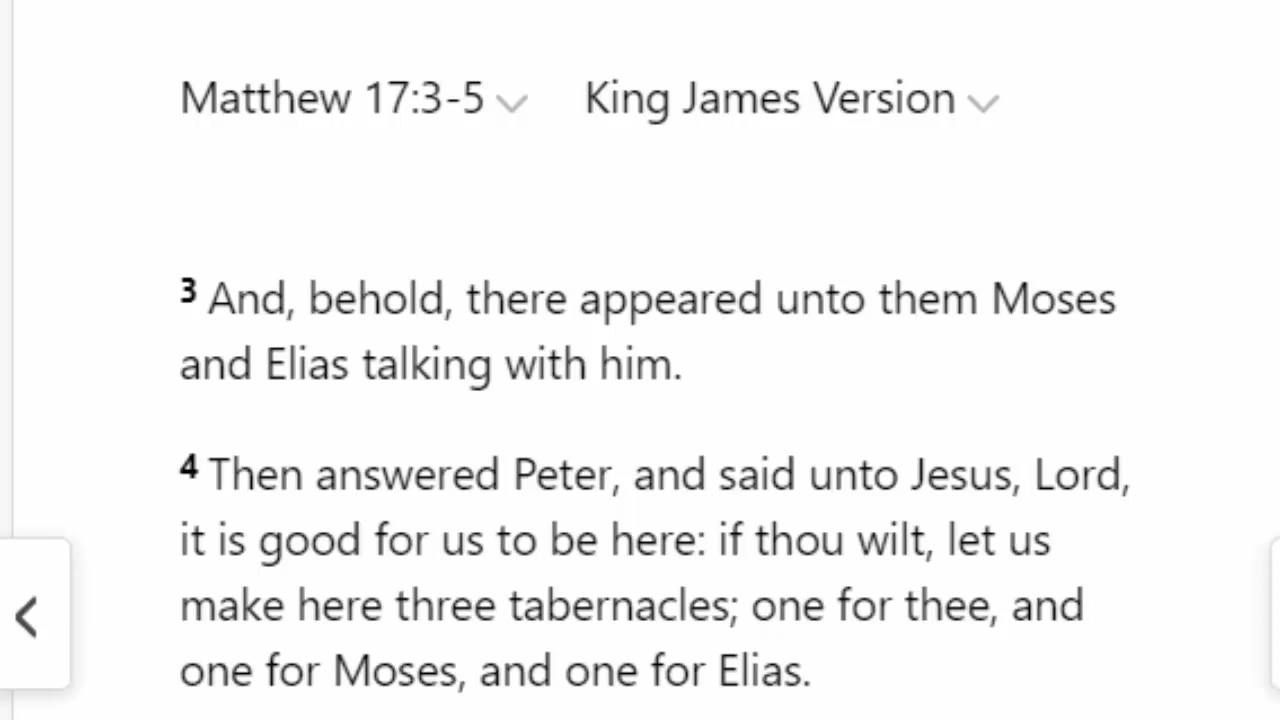 Matthew 17:3-5 King James Version
3 And, behold, there appeared unto them Moses
and Elias talking with him.
4 Then answered Peter, and said unto Jesus, Lord,
it is good for us to be here: if thou wilt, let us
make here three tabernacles; one for thee, and
one for Moses, and one for Elias.